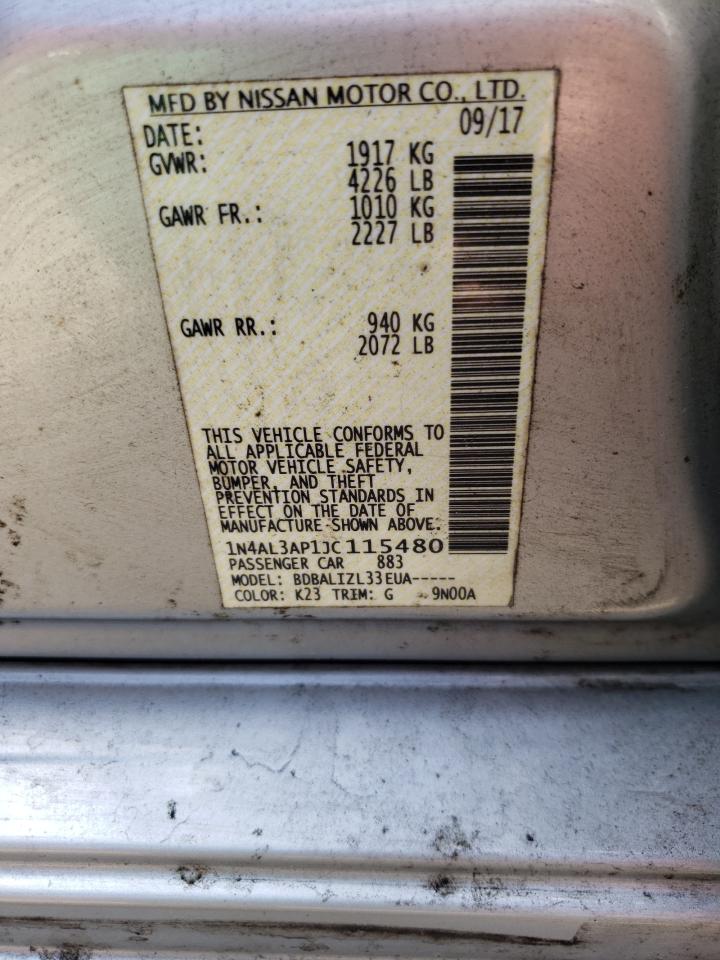 MFD BY NISSAN MOTOR CO., LTD.
DATE: 09/17
GVWR: 1917 KG
4226 LB
GAWR FR.: 1010 KG
2227 LB
GAWR RR.: 940 KG
2072 LB
THIS VEHICLE CONFORMS TO
ALL APPLICABLE FEDERAL
MOTOR VEHICLE SAFETY,
BUMPER, AND THEFT
PREVENTION STANDARDS IN
EFFECT ON THE DATE OF
MANUFACTURE SHOWN ABOVE.
1N4AL3AP1JC115480
PASSENGER CAR 883
MODEL: BDBALIZL33EUA-----
COLOR: K23 TRIM: G 9N00A